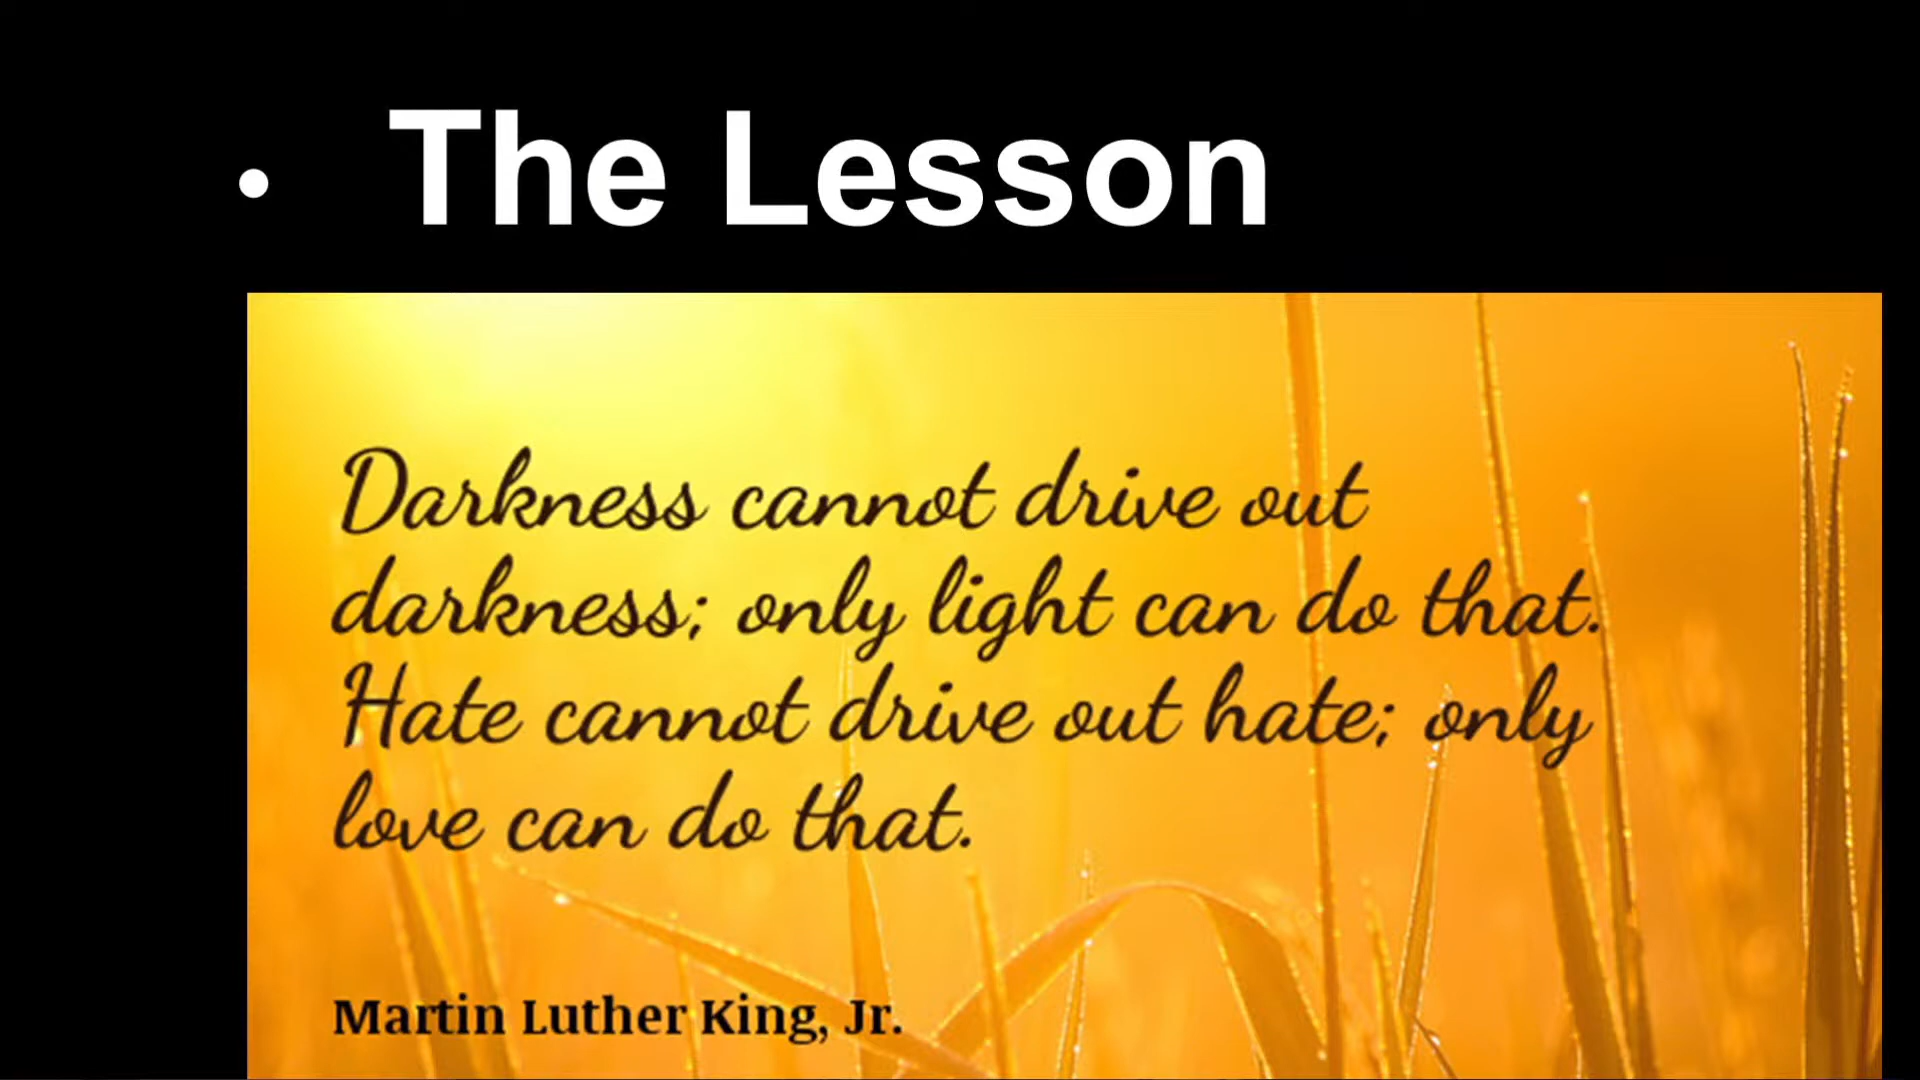 • The Lesson
Darkness cannot drive out
darkness; only light can do that.
Hate cannot drive out hate; only
love can do that.
Martin Luther King, Jr.